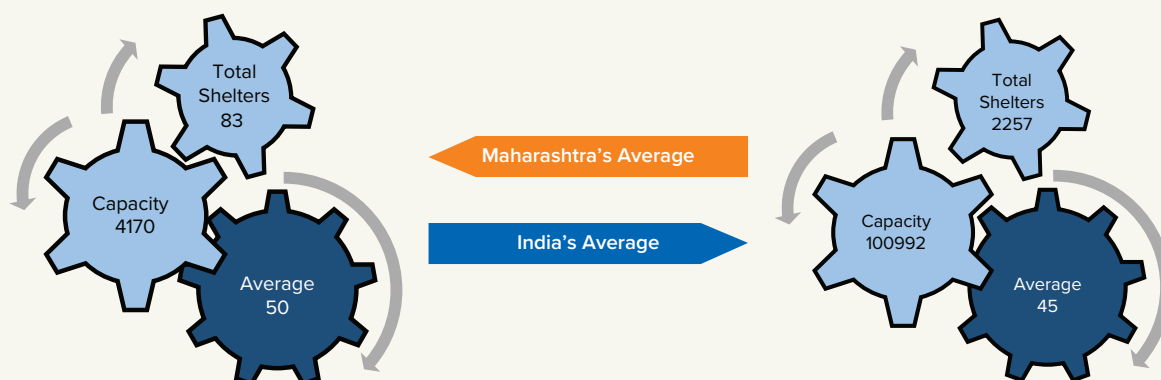 Total
Shelters
83
Capacity
4170
Average
50
Maharashtra's Average
India's Average
Total
Shelters
2257
Capacity
100992
Average
45